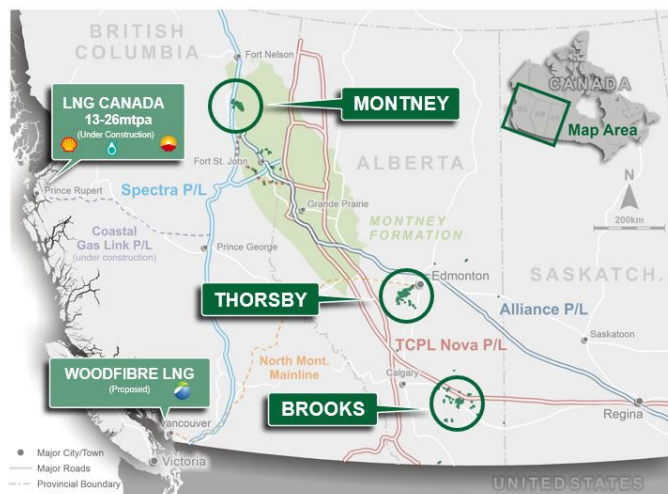 BRITISH
COLUMBIA
Fort Nelson
CANADA
BC
AB
SK
Map Area
LNG CANADA
13-26mtpa
(Under Construction)
MONTNEY
Fort St. John
ALBERTA
N
200km
Prince Rupert
Spectra P/L
Grande Prairie
MONTNEY
FORMATION
Coastal
Gas Link P/L
(under construction)
Prince George
SASKATCH.
Edmonton
THORSBY
Alliance P/L
Saskatoon
North Mont.
Mainline
TCPL Nova P/L
WOODFIBRE LNG
(Proposed)
Calgary
BROOKS
Regina
Vancouver
Victoria
Major City/Town
Major Roads
Provincial Boundary
UNITED STATES